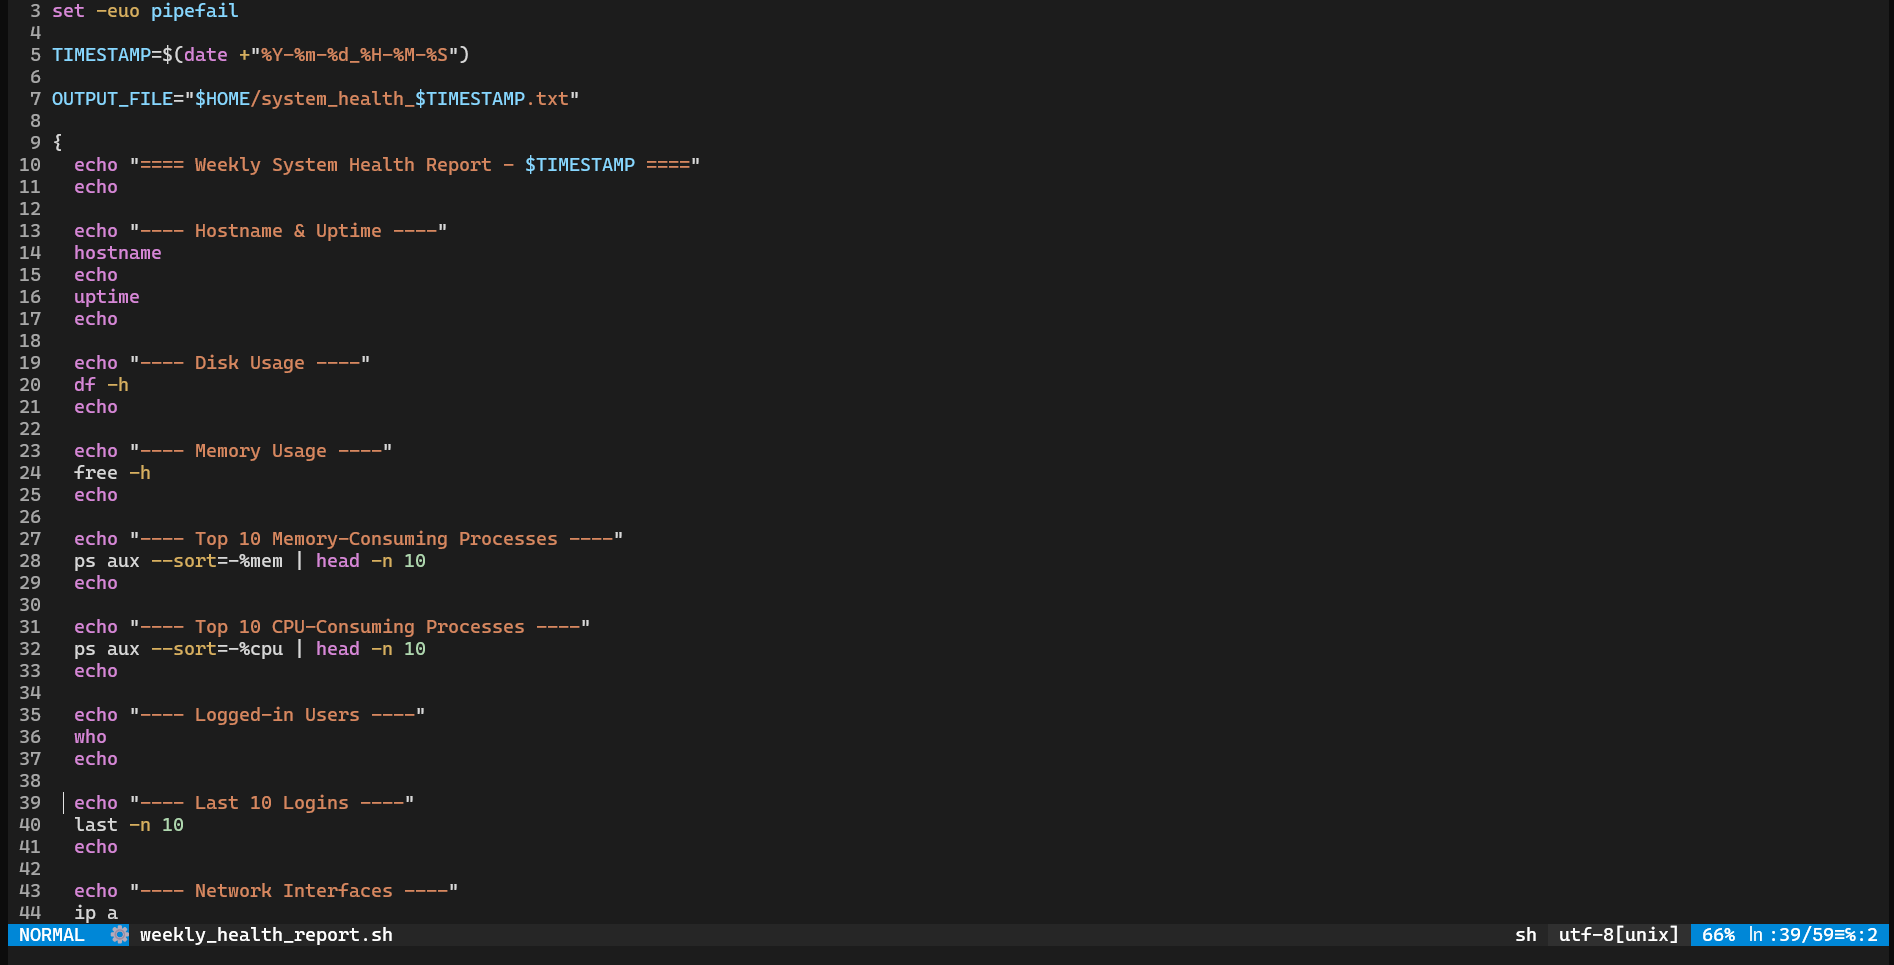 3 set -euo pipefail
4
5 TIMESTAMP=$(date +"%Y-%m-%d_%H-%M-%S")
6
7 OUTPUT_FILE="$HOME/system_health_$TIMESTAMP.txt"
8
9 {
10   echo "==== Weekly System Health Report - $TIMESTAMP ===="
11   echo
12
13   echo "---- Hostname & Uptime ----"
14   hostname
15   echo
16   uptime
17   echo
18
19   echo "---- Disk Usage ----"
20   df -h
21   echo
22
23   echo "---- Memory Usage ----"
24   free -h
25   echo
26
27   echo "---- Top 10 Memory-Consuming Processes ----"
28   ps aux --sort=-%mem | head -n 10
29   echo
30
31   echo "---- Top 10 CPU-Consuming Processes ----"
32   ps aux --sort=-%cpu | head -n 10
33   echo
34
35   echo "---- Logged-in Users ----"
36   who
37   echo
38
39   echo "---- Last 10 Logins ----"
40   last -n 10
41   echo
42
43   echo "---- Network Interfaces ----"
44   ip a
NORMAL weekly_health_report.sh sh utf-8[unix] 66% ㏑:39/59≡%:2